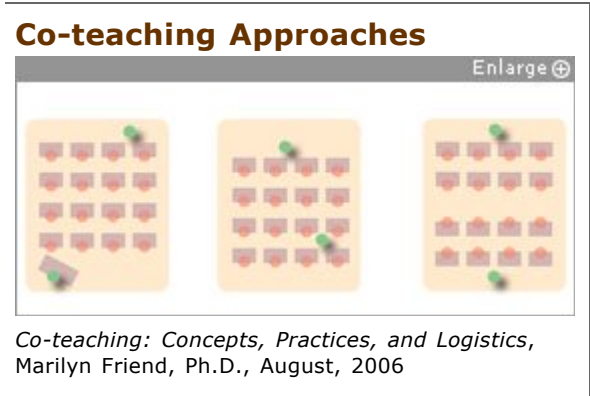 Co-teaching Approaches
Enlarge
Co-teaching: Concepts, Practices, and Logistics,
Marilyn Friend, Ph.D., August, 2006